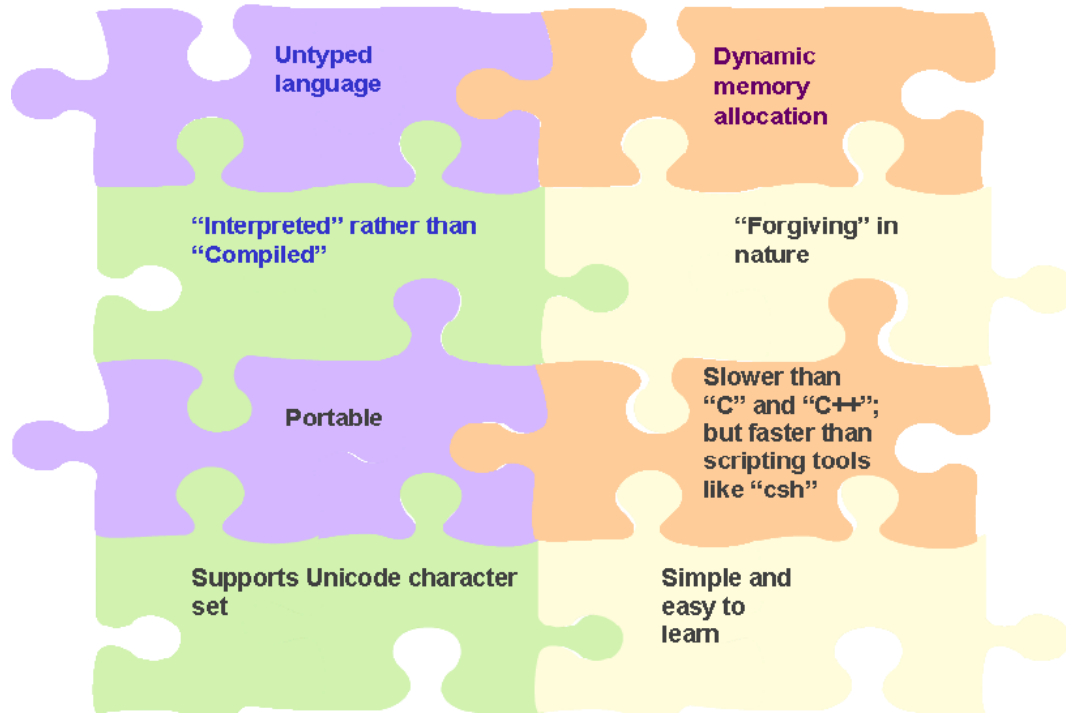 Untyped
language
Dynamic
memory
allocation
“Interpreted” rather than
“Compiled”
“Forgiving” in
nature
Portable
Slower than
“C” and “C++”;
but faster than
scripting tools
like “csh”
Supports Unicode character
set
Simple and
easy to
learn